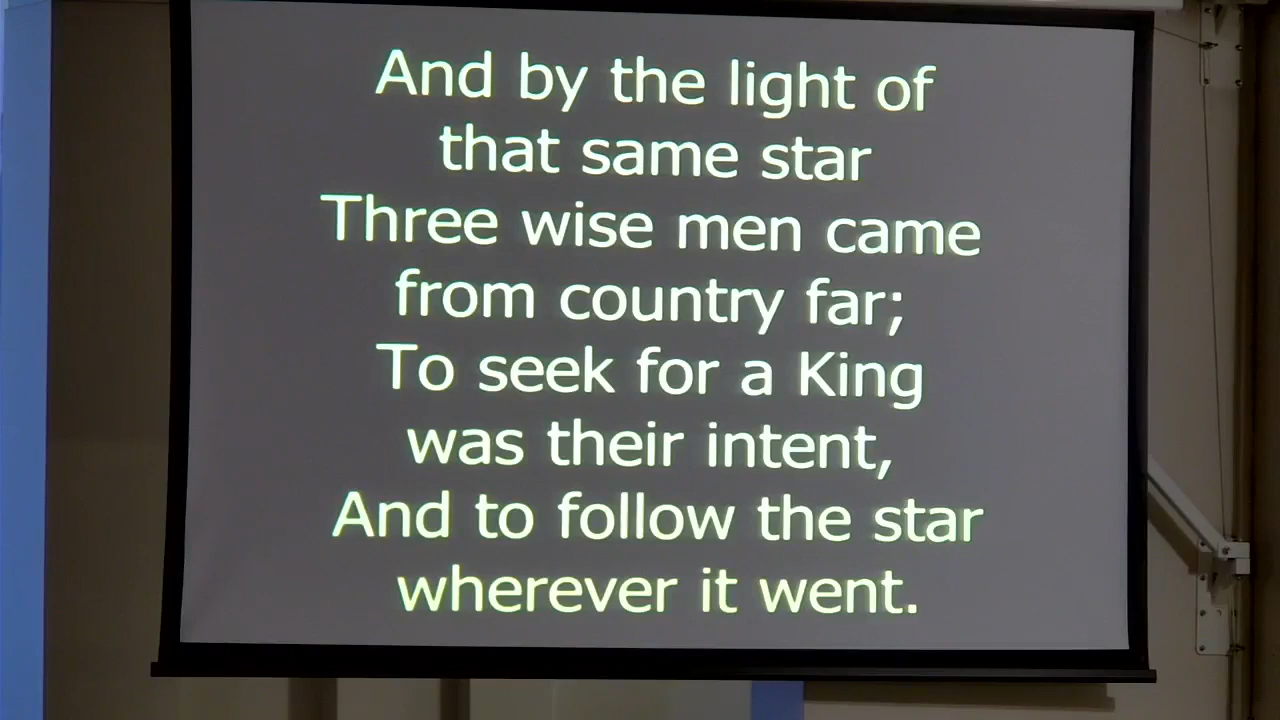 And by the light of
that same star
Three wise men came
from country far;
To seek for a King
was their intent,
And to follow the star
wherever it went.